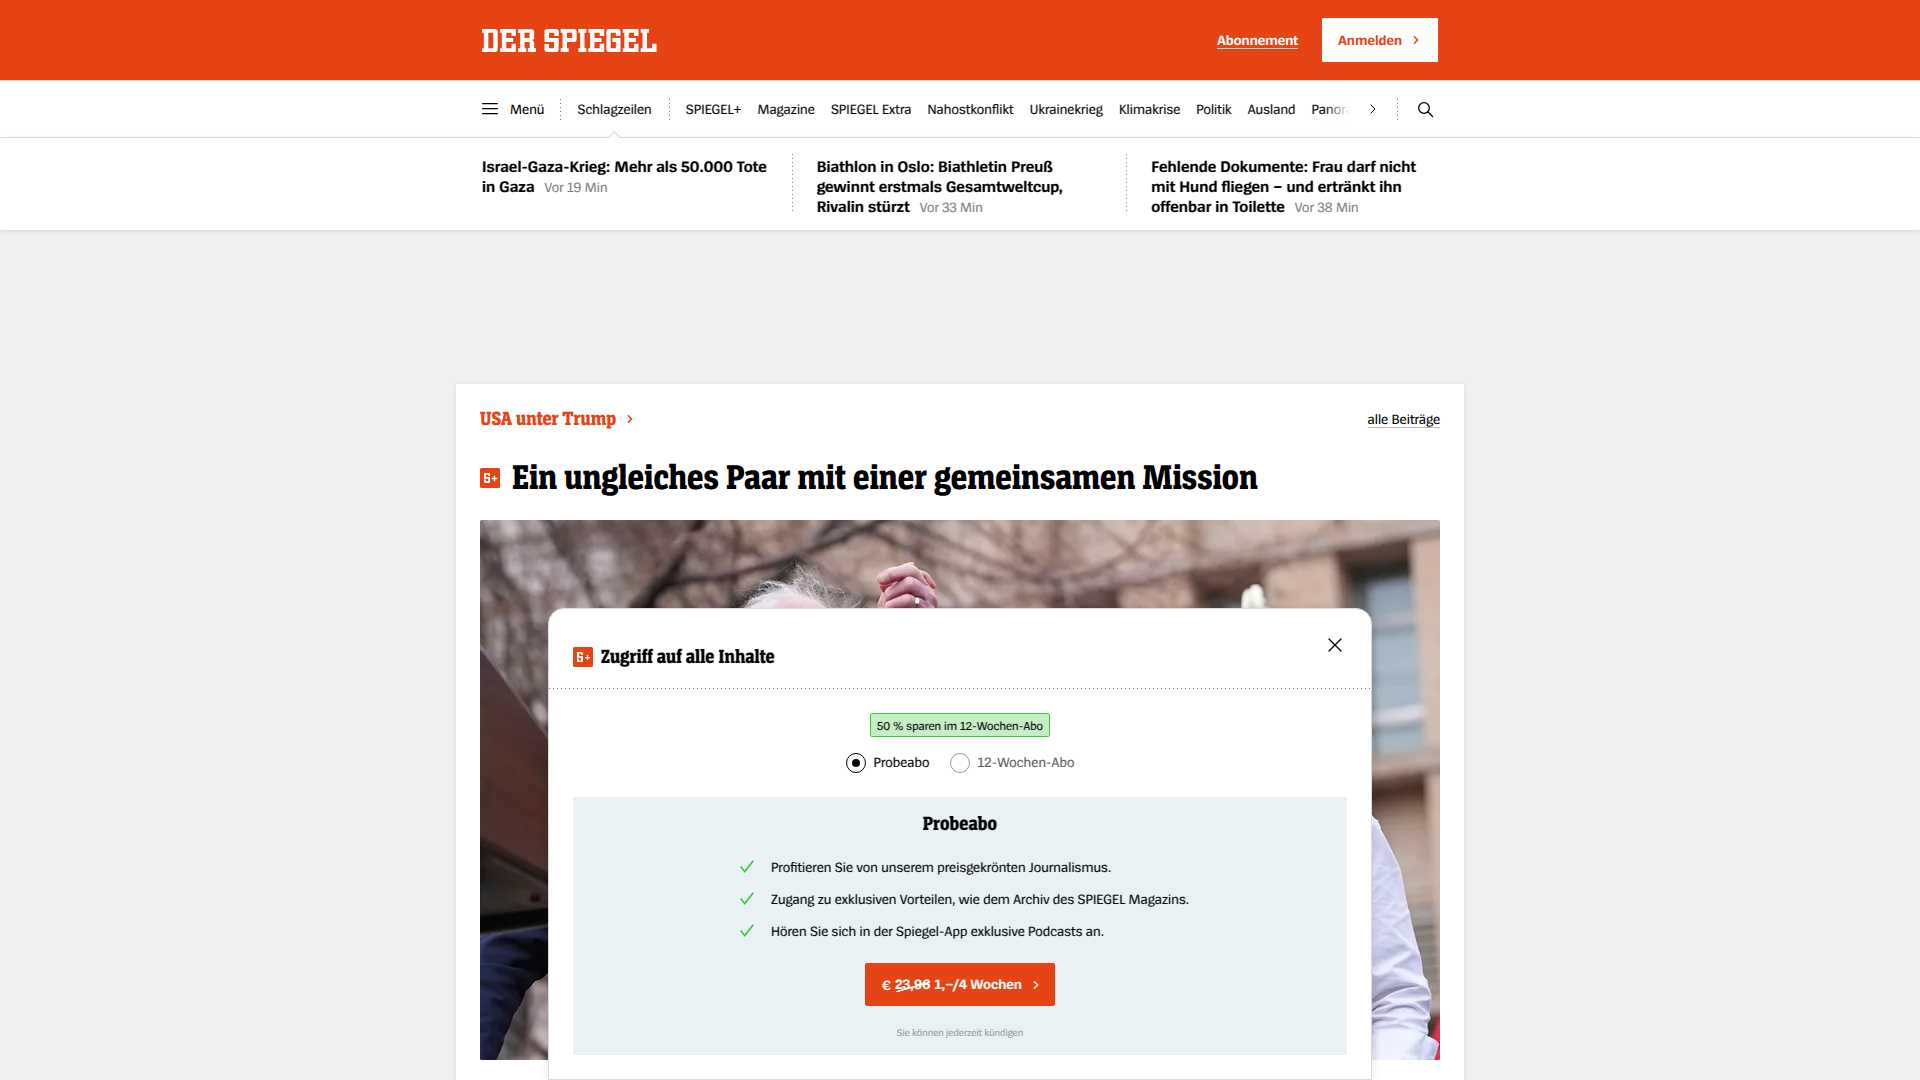 DER SPIEGEL
Abonnement
Anmelden
Menü
Schlagzeilen
SPIEGEL+
Magazine
SPIEGEL Extra
Nahostkonflikt
Ukrainekrieg
Klimakrise
Politik
Ausland
Israel-Gaza-Krieg: Mehr als 50.000 Tote
in Gaza Vor 19 Min
Biathlon in Oslo: Biathletin Preuß
gewinnt erstmals Gesamtweltcup,
Rivalin stürzt Vor 33 Min
Fehlende Dokumente: Frau darf nicht
mit Hund fliegen – und ertränkt ihn
offenbar in Toilette Vor 38 Min
USA unter Trump
alle Beiträge
S+ Ein ungleiches Paar mit einer gemeinsamen Mission
S+ Zugriff auf alle Inhalte
50 % sparen im 12-Wochen-Abo
Probeabo
12-Wochen-Abo
Probeabo
Profitieren Sie von unserem preisgekrönten Journalismus.
Zugang zu exklusiven Vorteilen, wie dem Archiv des SPIEGEL Magazins.
Hören Sie sich in der Spiegel-App exklusive Podcasts an.
€ 23,96 1,–/4 Wochen
Sie können jederzeit kündigen